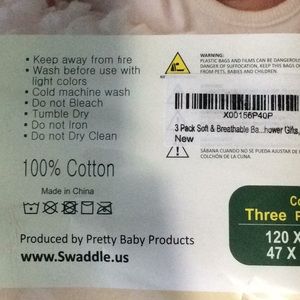 • Keep away from fire
• Wash before use with
light colors
• Cold machine wash
• Do not Bleach
• Tumble Dry
• Do not Iron
• Do not Dry Clean
100% Cotton
Made in China
Produced by Pretty Baby Products
www.Swaddle.us
WARNING:
PLASTIC BAGS AND FILMS CAN BE
DANGER OF SUFFOCATION, KEEP THIS BAG
FROM PETS, BABIES AND CHILDREN
X00156P40P
3 Pack Soft & Breathable Ba...hower Gifts,
New
SÁBANA CUANDO NO SE PUEDA AJUSTAR DE
COLCHÓN DE LA CUNA.
Three
120 X
47 X